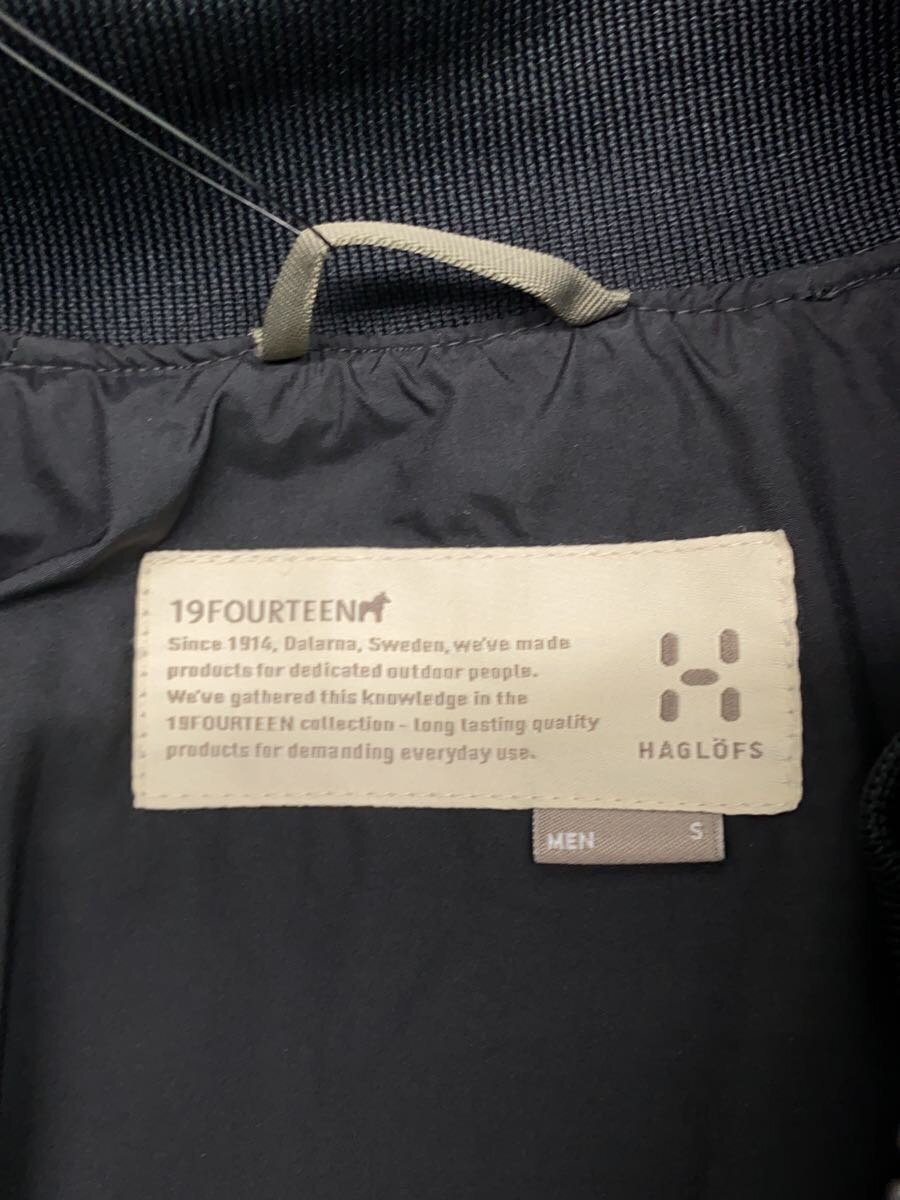 19FOURTEEN
Since 1914, Dalarna, Sweden, we've made
products for dedicated outdoor people.
We've gathered this knowledge in the
19FOURTEEN collection - long lasting quality
products for demanding everyday use.
HAGLÖFS
MEN S